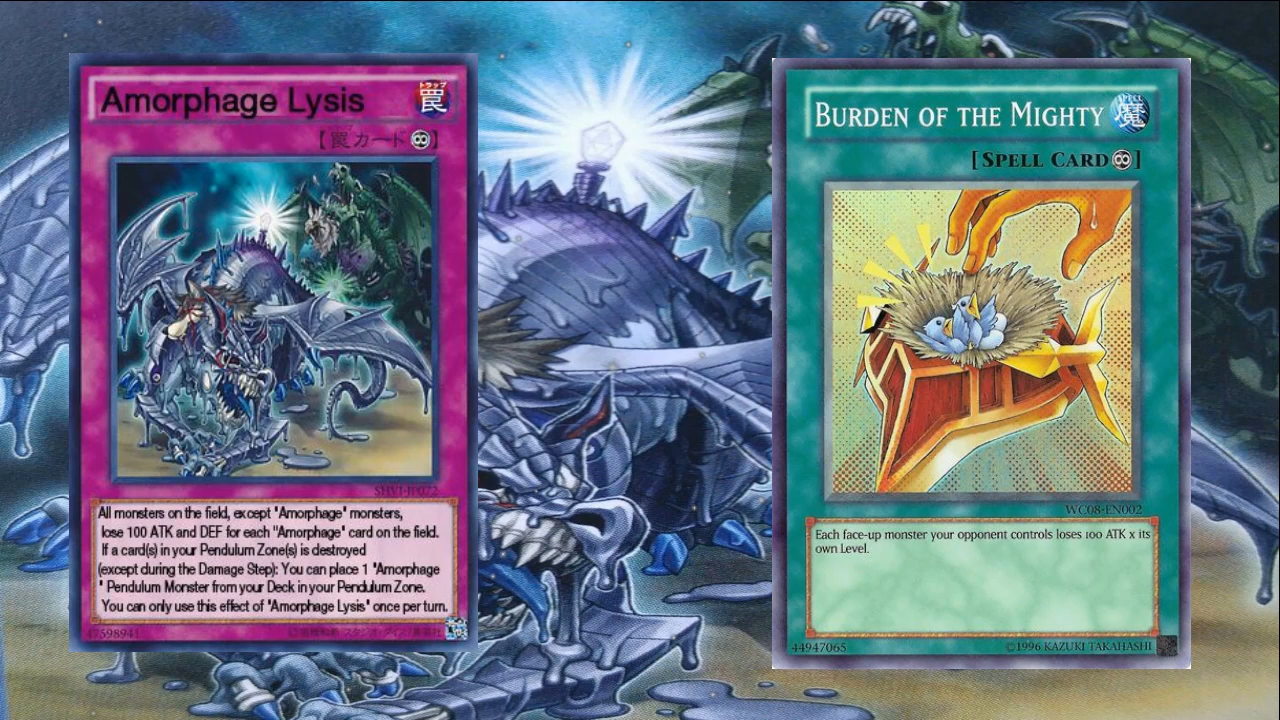 Amorphage Lysis
トラップ
罠
【罠カード】
SHVI-JP072
All monsters on the field, except "Amorphage" monsters,
lose 100 ATK and DEF for each "Amorphage" card on the field.
If a card(s) in your Pendulum Zone(s) is destroyed
(except during the Damage Step): You can place 1 "Amorphage
" Pendulum Monster from your Deck in your Pendulum Zone.
You can only use this effect of "Amorphage Lysis" once per turn.
47598941
BURDEN OF THE MIGHTY
SPELL
魔
[SPELL CARD]
WC08-EN002
Each face-up monster your opponent controls loses 100 ATK x its
own Level.
44947065
©1996 KAZUKI TAKAHASHI